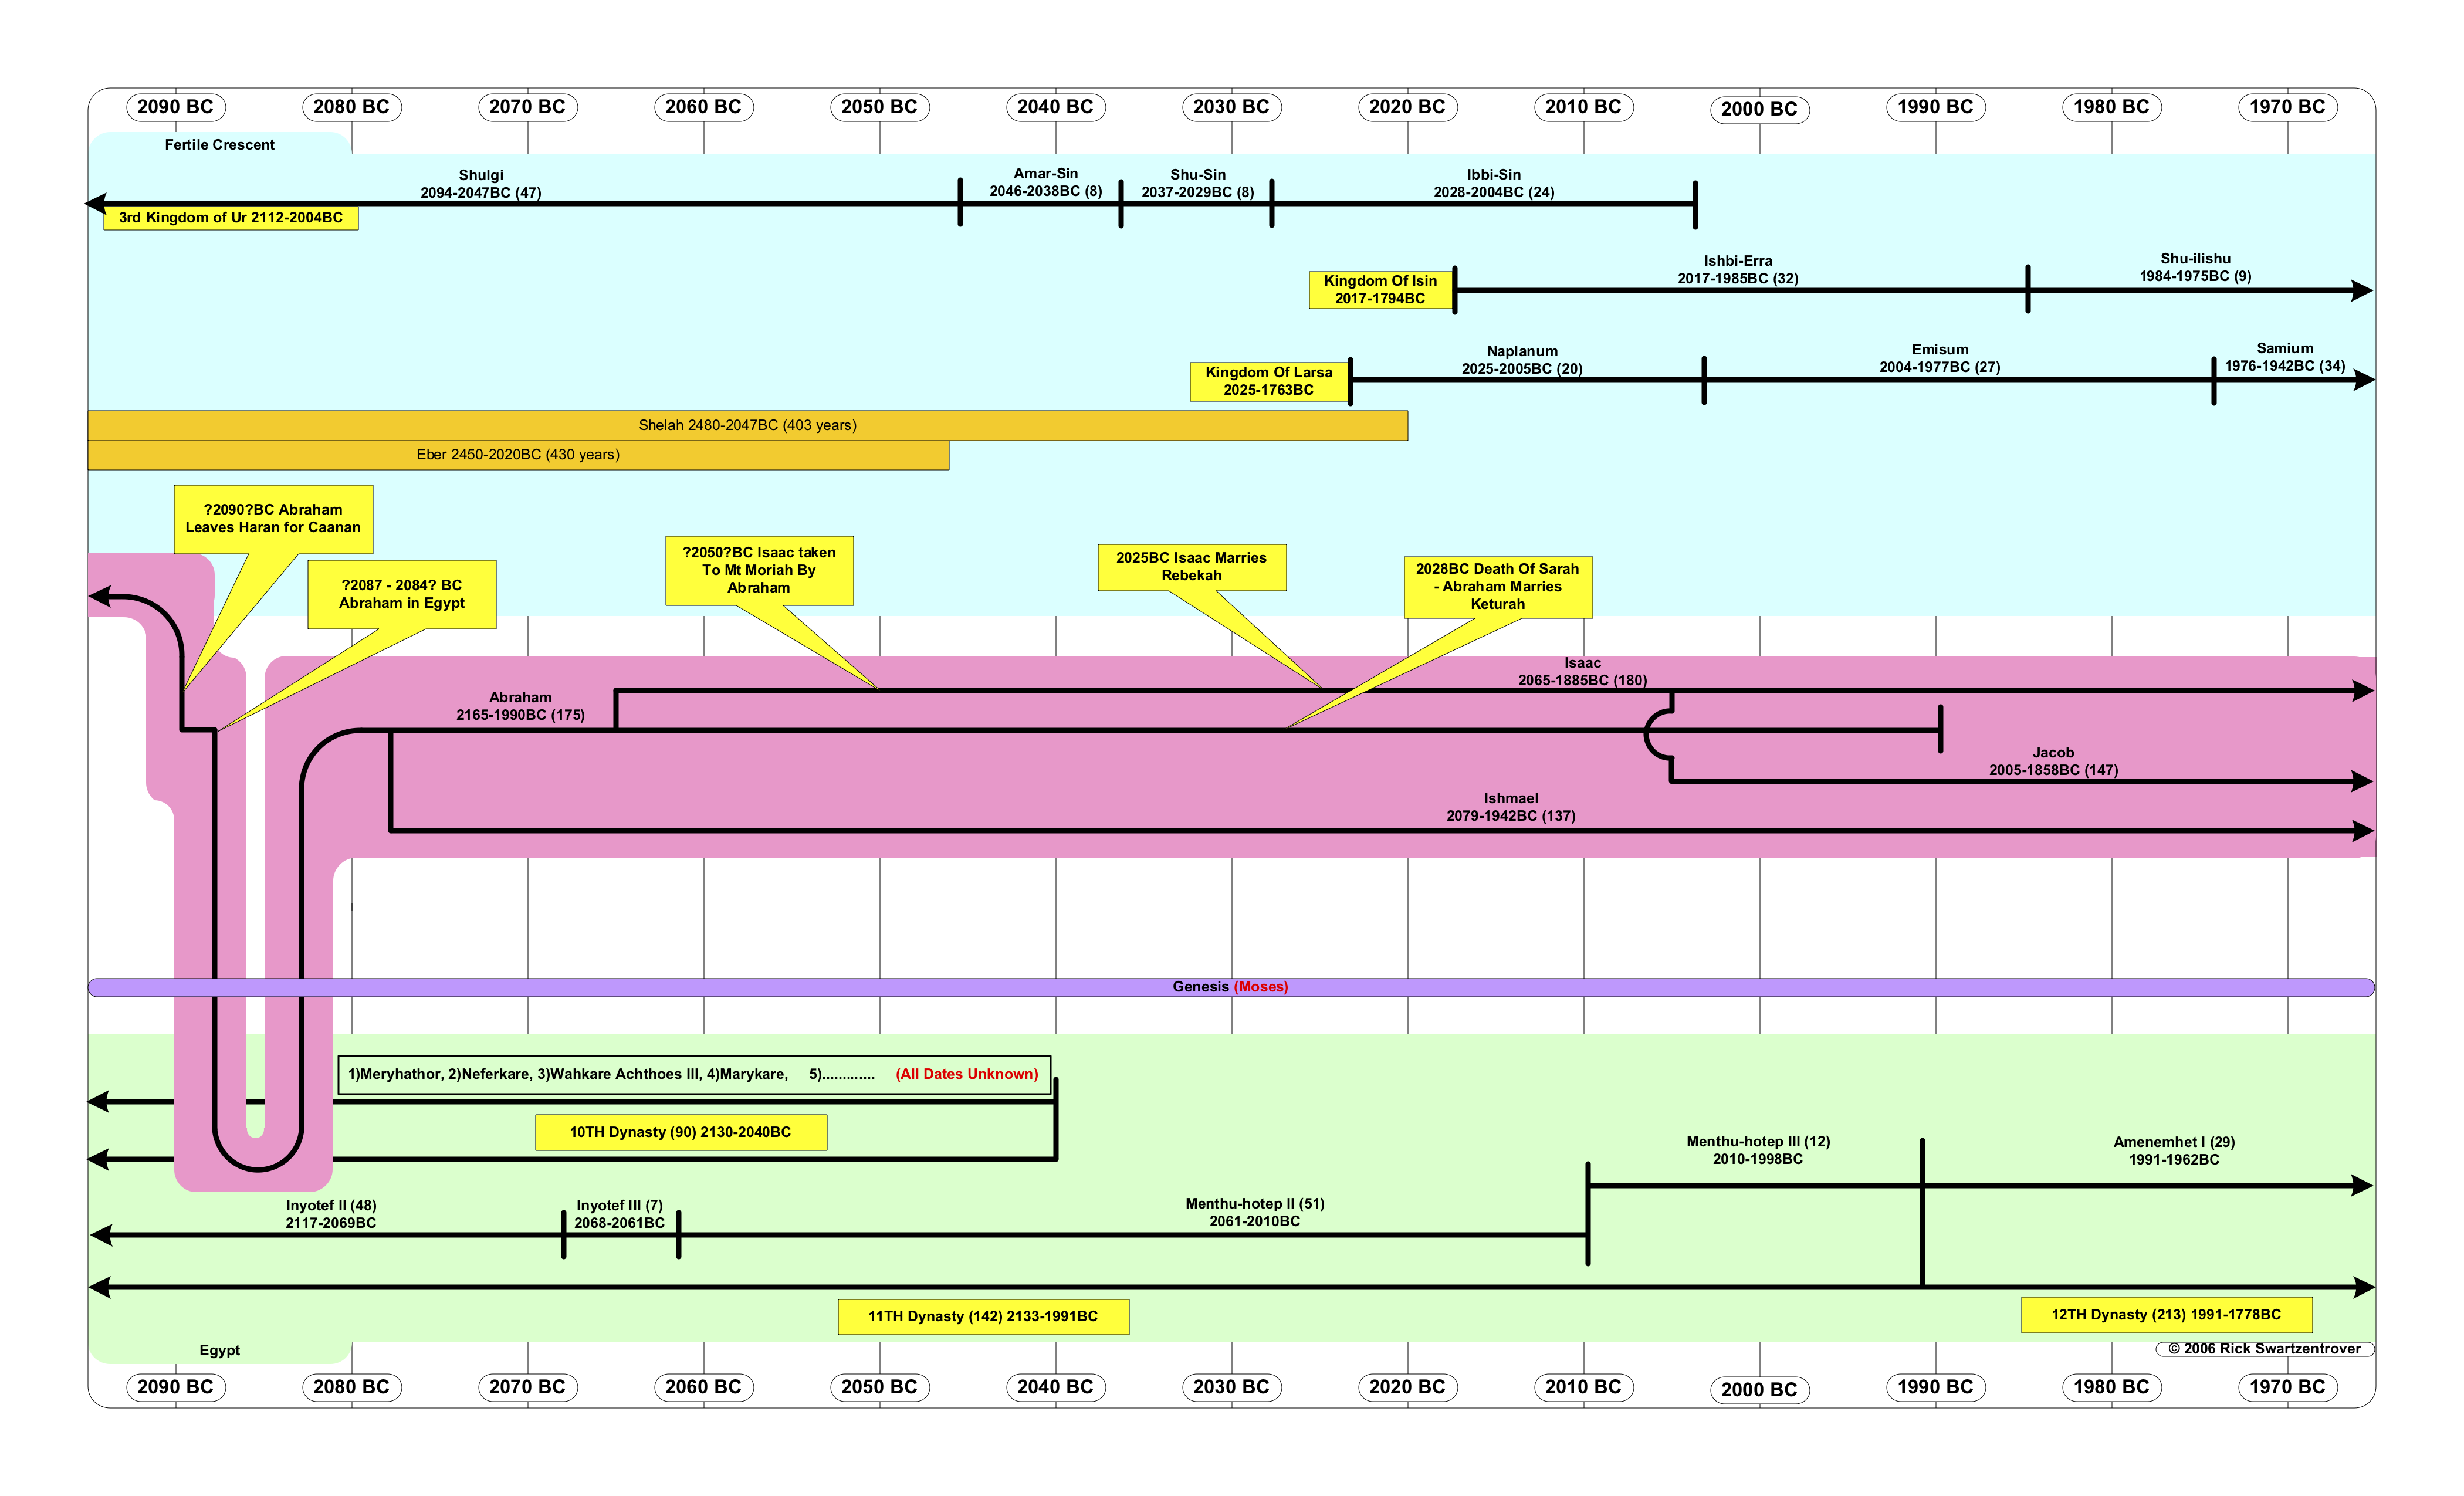 2090 BC 2080 BC 2070 BC 2060 BC 2050 BC 2040 BC 2030 BC 2020 BC 2010 BC 2000 BC 1990 BC 1980 BC 1970 BC
Fertile Crescent
Shulgi
2094-2047BC (47)
Amar-Sin
2046-2038BC (8)
Shu-Sin
2037-2029BC (8)
Ibbi-Sin
2028-2004BC (24)
3rd Kingdom of Ur 2112-2004BC
Kingdom Of Isin
2017-1794BC
Ishbi-Erra
2017-1985BC (32)
Shu-ilishu
1984-1975BC (9)
Kingdom Of Larsa
2025-1763BC
Naplanum
2025-2005BC (20)
Emisum
2004-1977BC (27)
Samium
1976-1942BC (34)
Shelah 2480-2047BC (403 years)
Eber 2450-2020BC (430 years)
?2090?BC Abraham
Leaves Haran for Caanan
?2087 - 2084? BC
Abraham in Egypt
?2050?BC Isaac taken
To Mt Moriah By
Abraham
2025BC Isaac Marries
Rebekah
2028BC Death Of Sarah
- Abraham Marries
Keturah
Isaac
2065-1885BC (180)
Abraham
2165-1990BC (175)
Jacob
2005-1858BC (147)
Ishmael
2079-1942BC (137)
Genesis (Moses)
1)Meryhathor, 2)Neferkare, 3)Wahkare Achthoes III, 4)Marykare, 5)............. (All Dates Unknown)
10TH Dynasty (90) 2130-2040BC
Menthu-hotep III (12)
2010-1998BC
Amenemhet I (29)
1991-1962BC
Inyotef II (48)
2117-2069BC
Inyotef III (7)
2068-2061BC
Menthu-hotep II (51)
2061-2010BC
11TH Dynasty (142) 2133-1991BC
12TH Dynasty (213) 1991-1778BC
Egypt
© 2006 Rick Swartzentrover
2090 BC 2080 BC 2070 BC 2060 BC 2050 BC 2040 BC 2030 BC 2020 BC 2010 BC 2000 BC 1990 BC 1980 BC 1970 BC